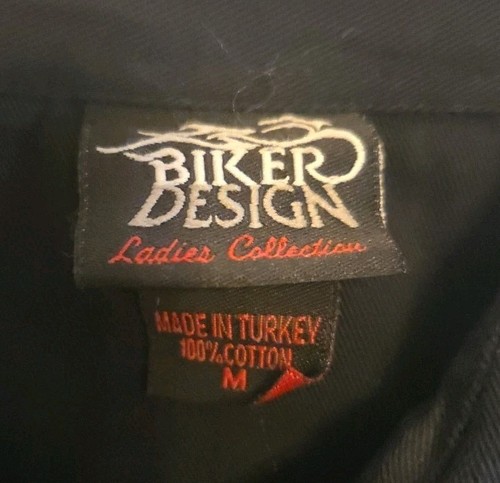 BIKER
DESIGN
Ladies Collection
MADE IN TURKEY
100% COTTON
M